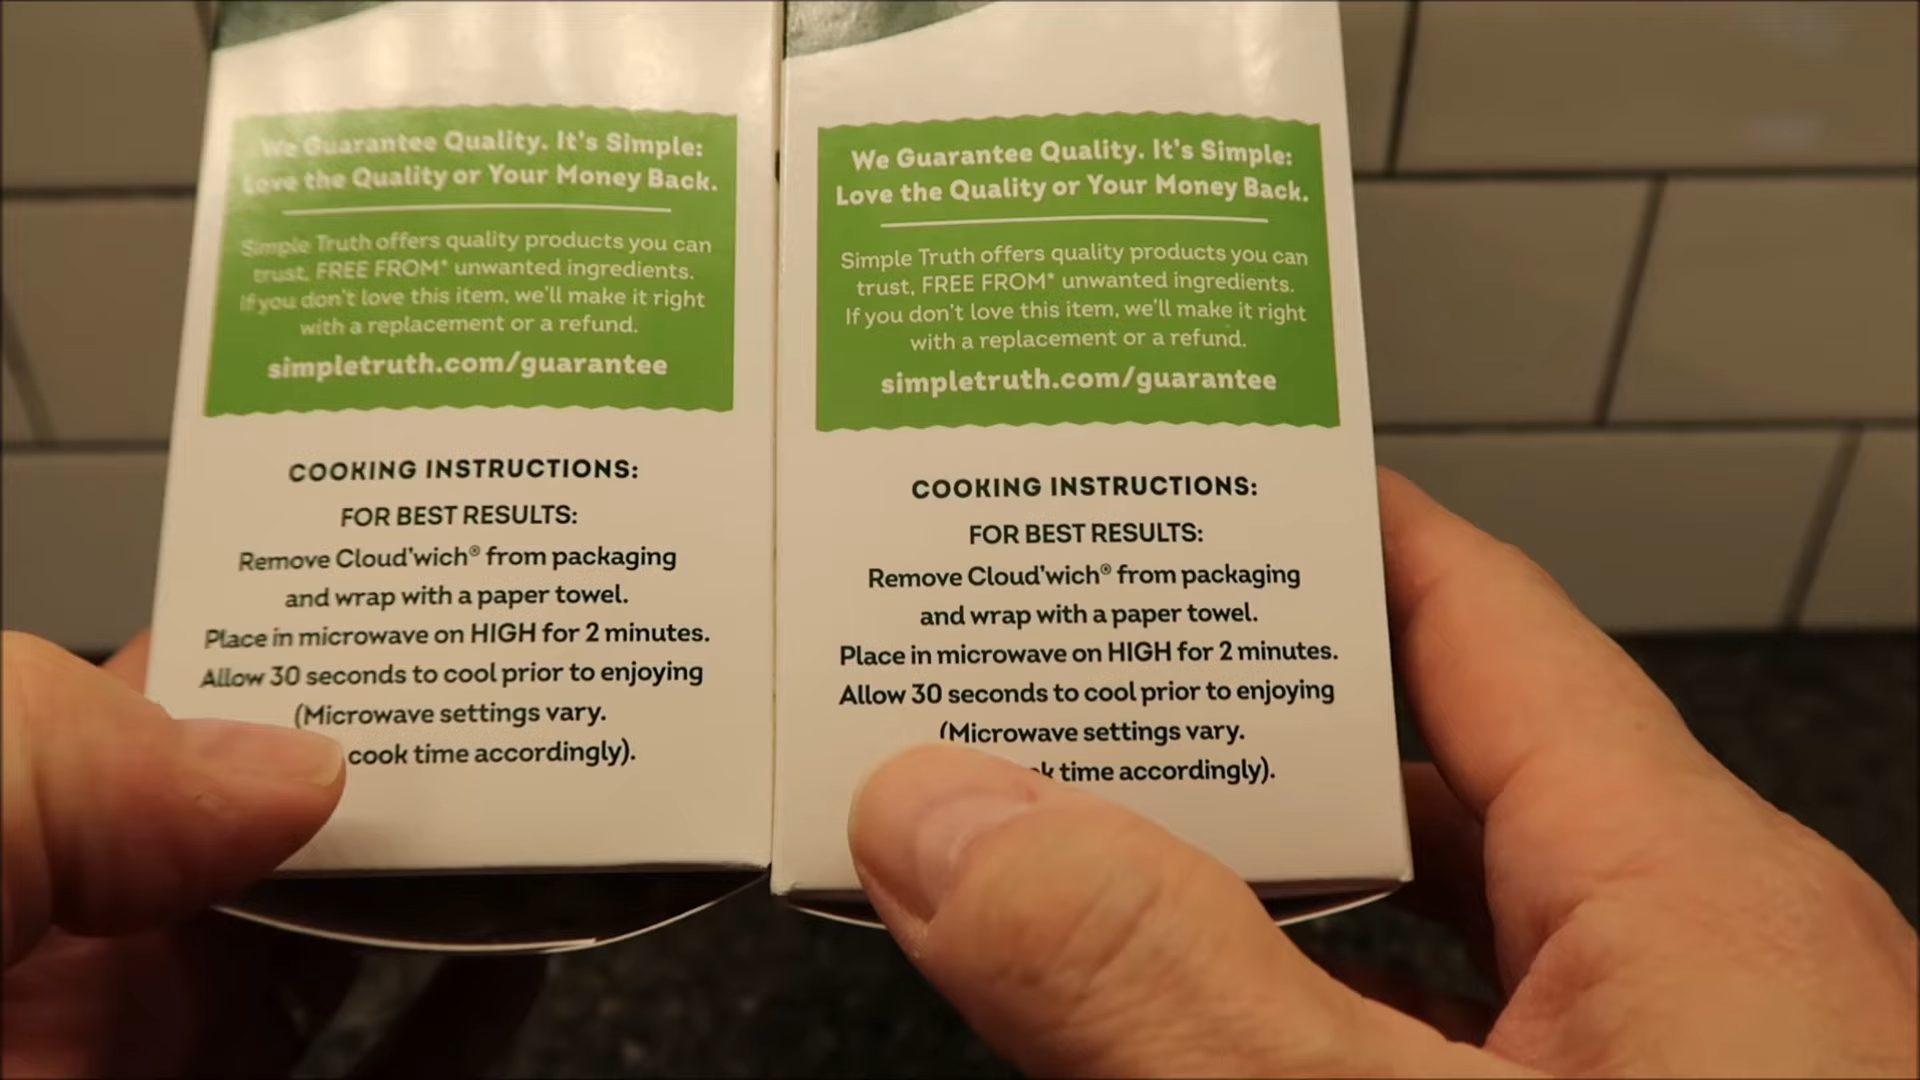 We Guarantee Quality. It's Simple:
Love the Quality or Your Money Back.
Simple Truth offers quality products you can
trust, FREE FROM* unwanted ingredients.
If you don't love this item, we'll make it right
with a replacement or a refund.
simpletruth.com/guarantee
COOKING INSTRUCTIONS:
FOR BEST RESULTS:
Remove Cloud'wich® from packaging
and wrap with a paper towel.
Place in microwave on HIGH for 2 minutes.
Allow 30 seconds to cool prior to enjoying
(Microwave settings vary.
cook time accordingly).
We Guarantee Quality. It's Simple:
Love the Quality or Your Money Back.
Simple Truth offers quality products you can
trust, FREE FROM* unwanted ingredients.
If you don't love this item, we'll make it right
with a replacement or a refund.
simpletruth.com/guarantee
COOKING INSTRUCTIONS:
FOR BEST RESULTS:
Remove Cloud'wich® from packaging
and wrap with a paper towel.
Place in microwave on HIGH for 2 minutes.
Allow 30 seconds to cool prior to enjoying
(Microwave settings vary.
time accordingly).